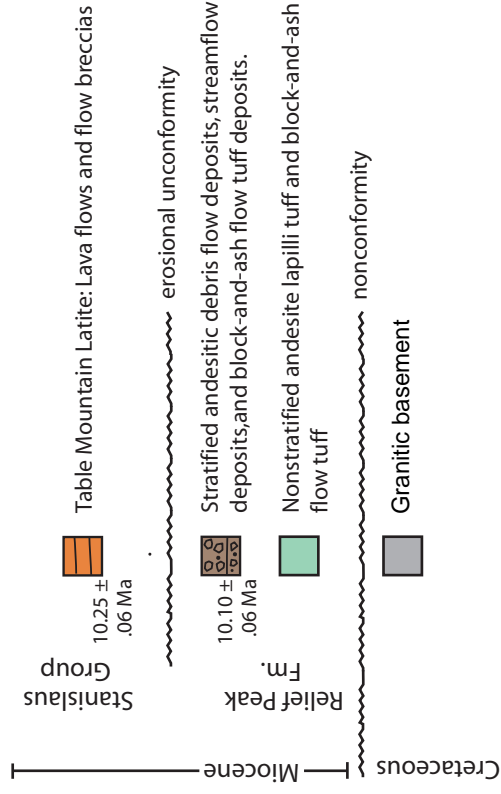 Table Mountain Latite: Lava flows and flow breccias
10.25 ±
.06 Ma
Stanislaus
Group
erosional unconformity
Stratified andesitic debris flow deposits, streamflow
deposits,and block-and-ash flow tuff deposits.
10.10 ±
.06 Ma
Nonstratified andesite lapilli tuff and block-and-ash
flow tuff
Relief Peak
Fm.
Miocene
nonconformity
Granitic basement
Cretaceous